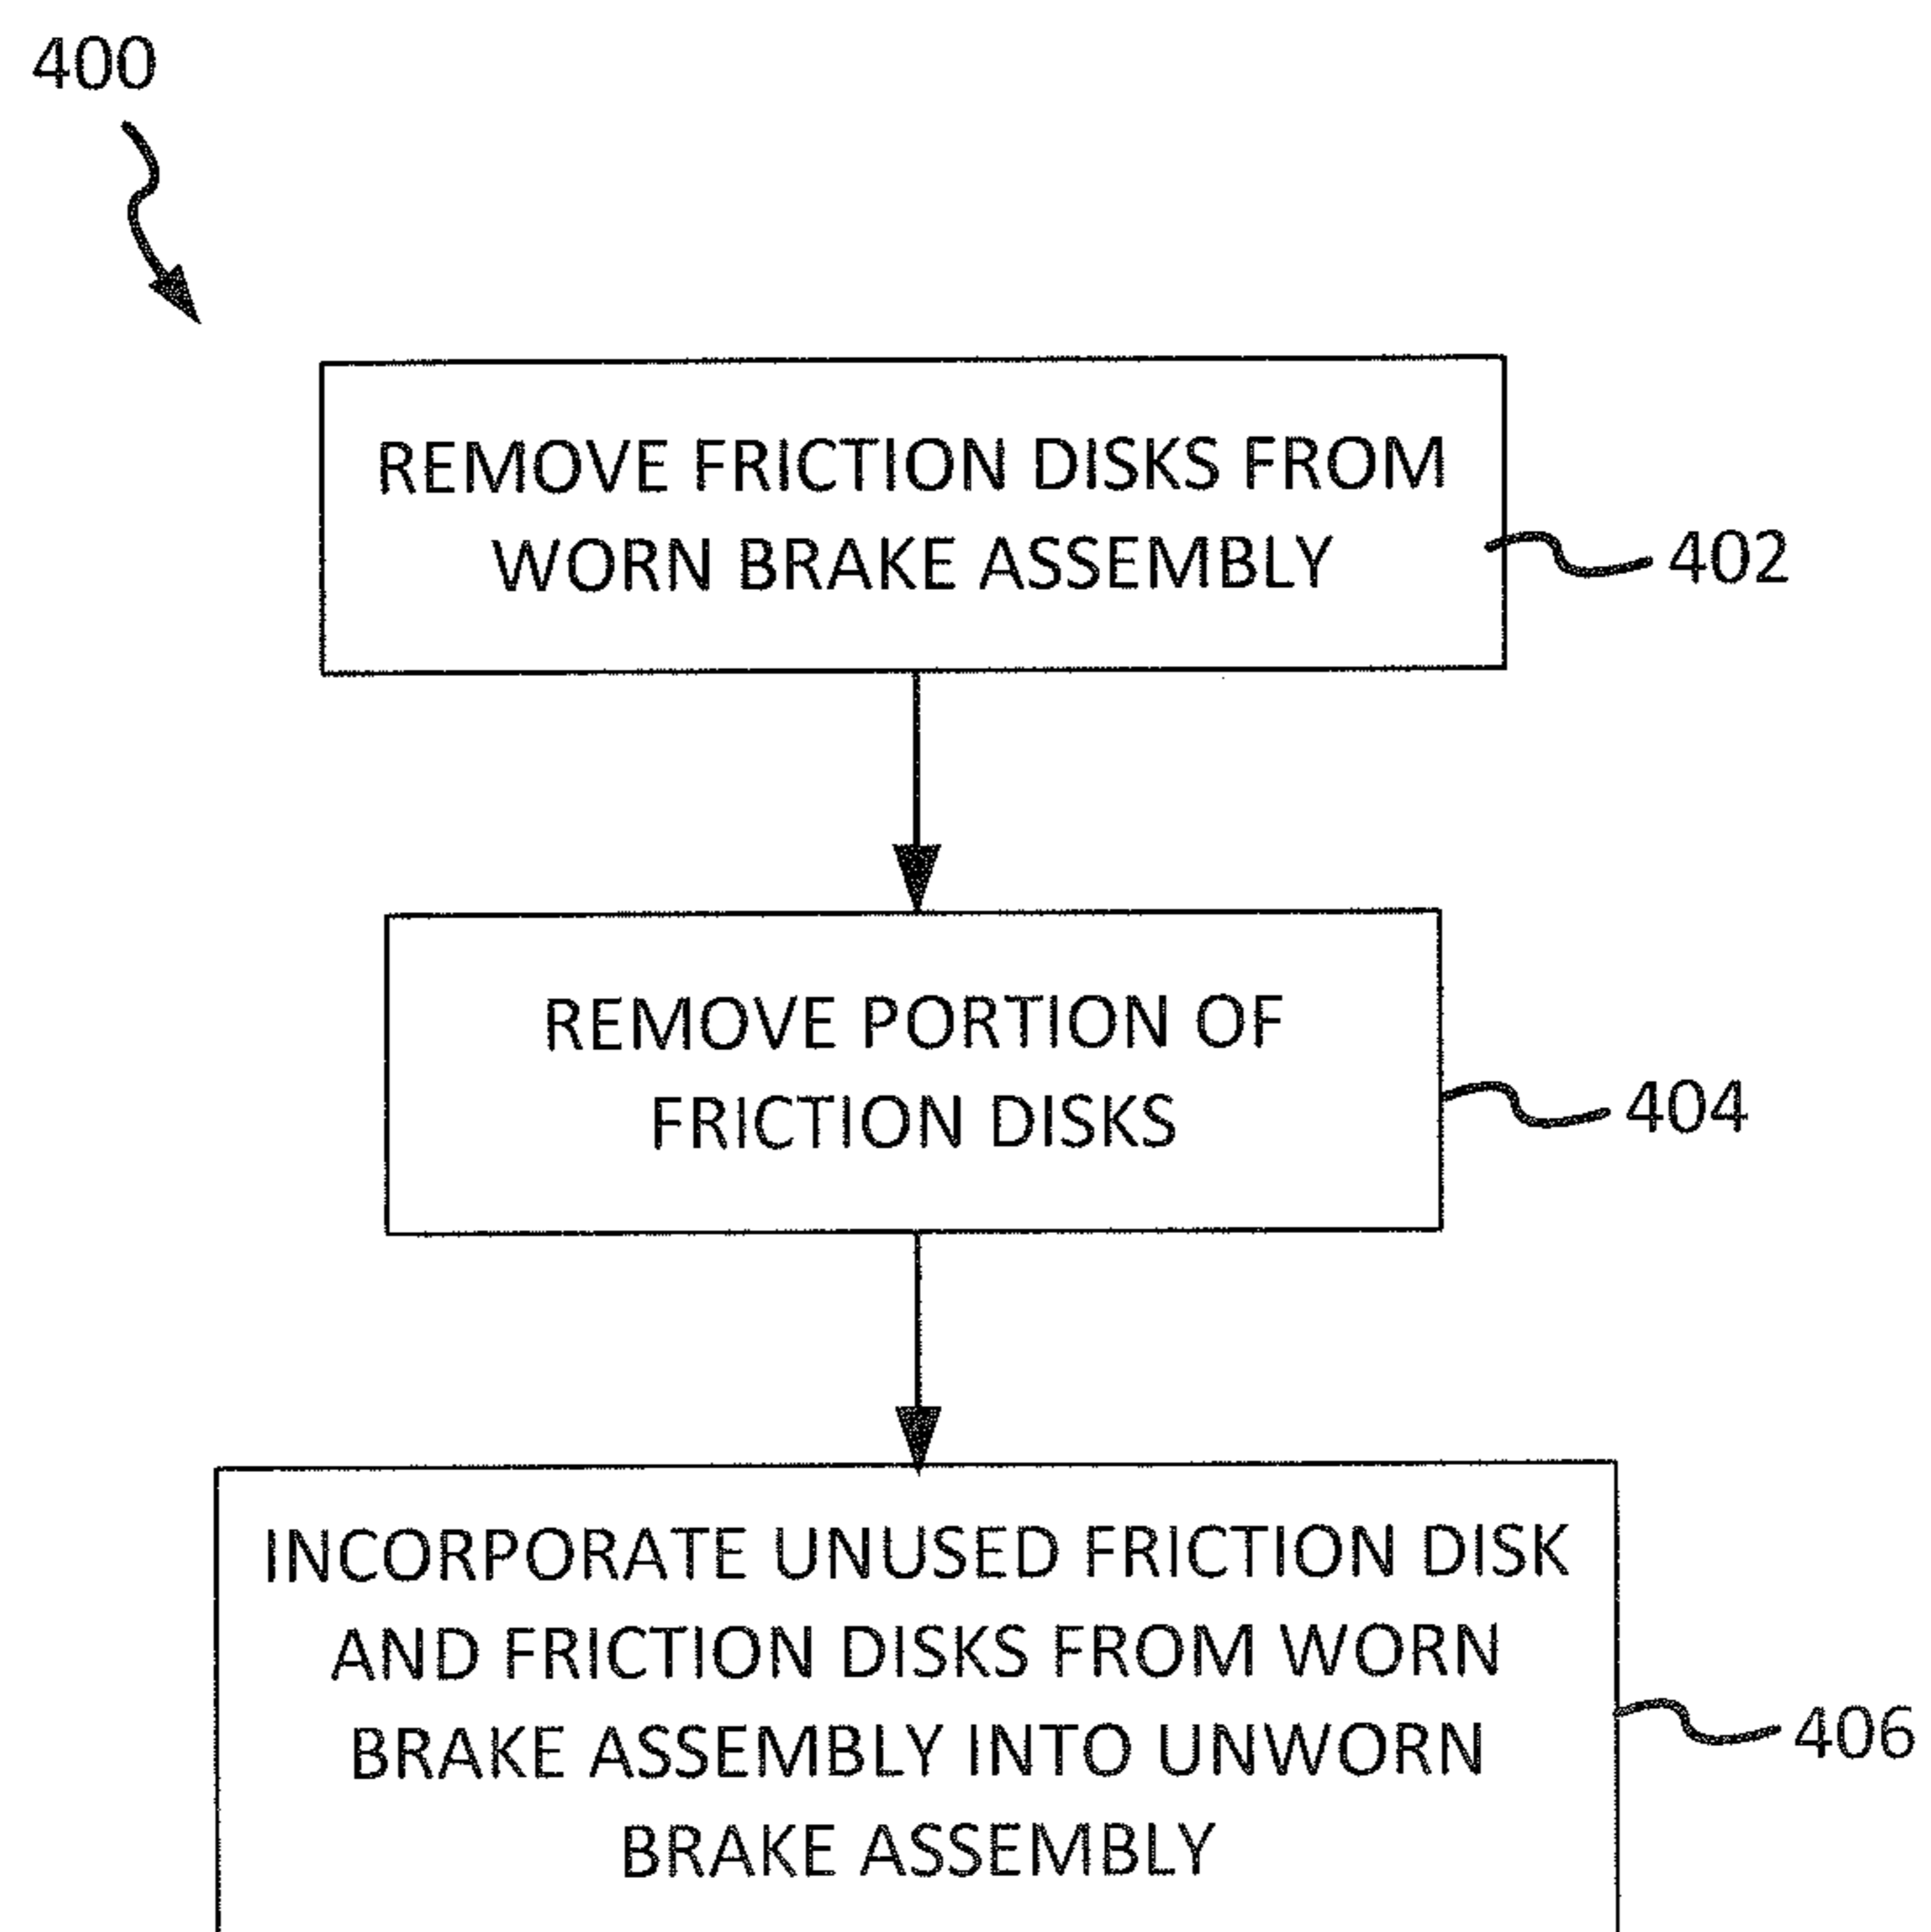 400
REMOVE FRICTION DISKS FROM
WORN BRAKE ASSEMBLY
402
REMOVE PORTION OF
FRICTION DISKS
404
INCORPORATE UNUSED FRICTION DISK
AND FRICTION DISKS FROM WORN
BRAKE ASSEMBLY INTO UNWORN
BRAKE ASSEMBLY
406